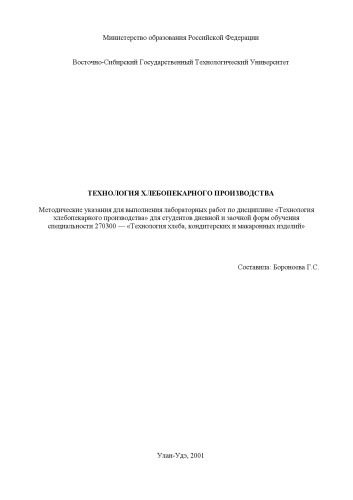 Министерство образования Российской Федерации
Восточно-Сибирский Государственный Технологический Университет
ТЕХНОЛОГИЯ ХЛЕБОПЕКАРНОГО ПРОИЗВОДСТВА
Методические указания для выполнения лабораторных работ по дисциплине «Технология
хлебопекарного производства» для студентов дневной и заочной форм обучения
специальности 270300 — «Технология хлеба, кондитерских и макаронных изделий»
Составила: Бороноева Г.С.
Улан-Удэ, 2001